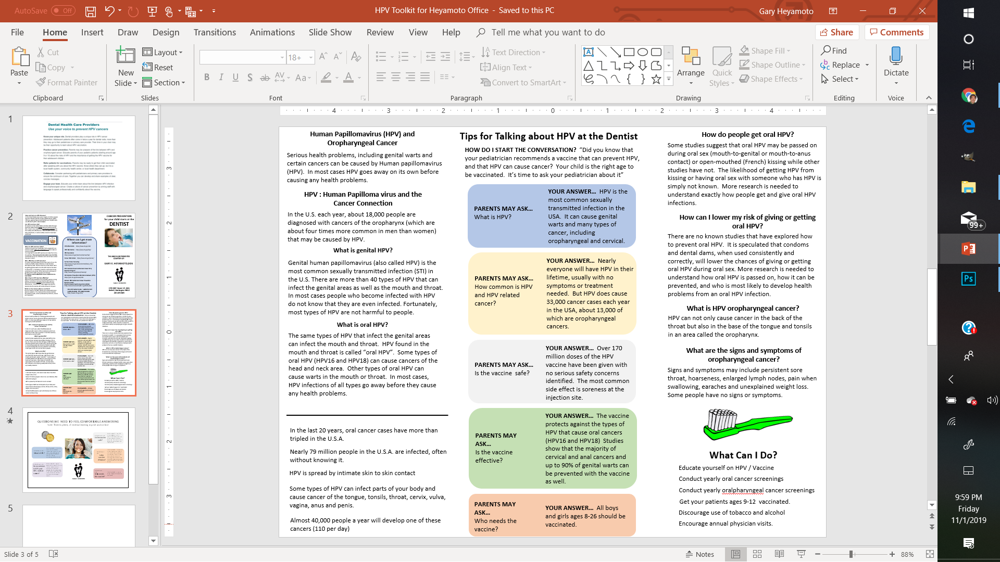 AutoSave Off
HPV Toolkit for Heyamoto Office - Saved to this PC
Gary Heyamoto
File Home Insert Draw Design Transitions Animations Slide Show Review View Help Tell me what you want to do
Share
Comments
Paste
Cut
Copy
Format Painter
Clipboard
New
Slide
Layout
Reset
Section
Slides
18+
B I U S ab AV Aa A
Font
Text Direction
Align Text
Convert to SmartArt
Paragraph
Arrange
Quick
Styles
Shape Fill
Shape Outline
Shape Effects
Drawing
Find
Replace
Select
Editing
Dictate
Voice
1
Dental Health Care Providers
Use your voice to prevent HPV cancers
2
VACCINATION
Where can I get more
information?
CANCER PREVENTION
for your child starts at the
DENTIST
GARY E. HEYAMOTO,DDS
3
4
QUESTIONS WE NEED TO FEEL COMFORTABLE ANSWERING
5
4 3 2 1 0 1 2 3 4
3
2
1
0
1
2
3
Human Papillomavirus (HPV) and
Oropharyngeal Cancer
Serious health problems, including genital warts and
certain cancers can be caused by Human papillomavirus
(HPV). In most cases HPV goes away on its own before
causing any health problems.
HPV : Human Papilloma virus and the
Cancer Connection
In the U.S. each year, about 18,000 people are
diagnosed with cancers of the oropharynx (which are
about four times more common in men than women)
that may be caused by HPV.
What is genital HPV?
Genital human papillomavirus (also called HPV) is the
most common sexually transmitted infection (STI) in
the U.S. There are more than 40 types of HPV that can
infect the genital areas as well as the mouth and throat.
In most cases people who become infected with HPV
do not know that they are even infected. Fortunately,
most types of HPV are not harmful to people.
What is oral HPV?
The same types of HPV that infect the genital areas
can infect the mouth and throat. HPV found in the
mouth and throat is called “oral HPV”. Some types of
oral HPV (HPV16 and HPV18) can cause cancers of the
head and neck area. Other types of oral HPV can
cause warts in the mouth or throat. In most cases,
HPV infections of all types go away before they cause
any health problems.
In the last 20 years, oral cancer cases have more than
tripled in the U.S.A.
Nearly 79 million people in the U.S.A. are infected, often
without knowing it.
HPV is spread by intimate skin to skin contact
Some types of HPV can infect parts of your body and
cause cancer of the tongue, tonsils, throat, cervix, vulva,
vagina, anus and penis.
Almost 40,000 people a year will develop one of these
cancers (110 per day)
Tips for Talking about HPV at the Dentist
HOW DO I START THE CONVERSATION? “Did you know that
your pediatrician recommends a vaccine that can prevent HPV,
and that HPV can cause cancer? Your child is the right age to
be vaccinated. It’s time to ask your pediatrician about it”
PARENTS MAY ASK…
What is HPV?
YOUR ANSWER… HPV is the
most common sexually
transmitted infection in the
USA. It can cause genital
warts and many types of
cancer, including
oropharyngeal and cervical.
PARENTS MAY ASK…
How common is HPV
and HPV related
cancer?
YOUR ANSWER… Nearly
everyone will have HPV in their
lifetime, usually with no
symptoms or treatment
needed. But HPV does cause
33,000 cancer cases each year
in the USA, about 13,000 of
which are oropharyngeal
cancers.
PARENTS MAY ASK…
Is the vaccine safe?
YOUR ANSWER… Over 170
million doses of the HPV
vaccine have been given with
no serious safety concerns
identified. The most common
side effect is soreness at the
injection site.
PARENTS MAY
ASK…
Is the vaccine
effective?
YOUR ANSWER… The vaccine
protects against the types of
HPV that cause oral cancers
(HPV16 and HPV18) Studies
show that the majority of
cervical and anal cancers and
up to 90% of genital warts can
be prevented with the vaccine
as well.
PARENTS MAY
ASK…
Who needs the
vaccine?
YOUR ANSWER… All boys
and girls ages 8-26 should be
vaccinated.
How do people get oral HPV?
Some studies suggest that oral HPV may be passed on
during oral sex (mouth-to-genital or mouth-to-anus
contact) or open-mouthed (French) kissing while other
studies have not. The likelihood of getting HPV from
kissing or having oral sex with someone who has HPV is
simply not known. More research is needed to
understand exactly how people get and give oral HPV
infections.
How can I lower my risk of giving or getting
oral HPV?
There are no known studies that have explored how
to prevent oral HPV. It is speculated that condoms
and dental dams, when used consistently and
correctly, will lower the chances of giving or getting
oral HPV during oral sex. More research is needed to
understand how oral HPV is passed on, how it can be
prevented, and who is most likely to develop health
problems from an oral HPV infection.
What is HPV oropharyngeal cancer?
HPV can not only cause cancer in the back of the
throat but also in the base of the tongue and tonsils
in an area called the oropharynx.
What are the signs and symptoms of
oropharyngeal cancer?
Signs and symptoms may include persistent sore
throat, hoarseness, enlarged lymph nodes, pain when
swallowing, earaches and unexplained weight loss.
Some people have no signs or symptoms.
What Can I Do?
Educate yourself on HPV / Vaccine
Conduct yearly oral cancer screenings
Conduct yearly oralpharyngeal cancer screenings
Get your patients ages 9-12 vaccinated.
Discourage use of tobacco and alcohol
Encourage annual physician visits.
99+
Ps
9:59 PM
Friday
11/1/2019
Slide 3 of 5
Notes
88%